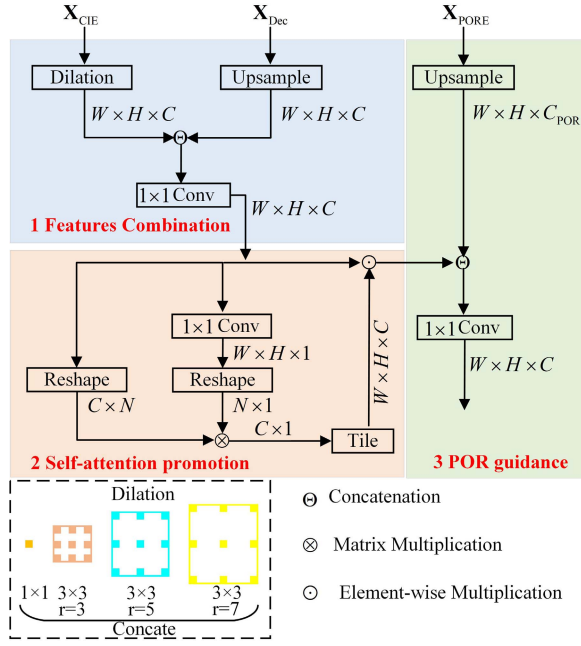 X_CIE X_Dec X_PORE
Dilation Upsample Upsample
W × H × C W × H × C W × H × C_POR
Θ
1×1 Conv
W × H × C
1 Features Combination
⊙ Θ
1×1 Conv 1×1 Conv
W × H × 1 W × H × C W × H × C
Reshape Reshape
C × N N × 1
⊗ C × 1 Tile
2 Self-attention promotion 3 POR guidance
Dilation
Θ Concatenation
⊗ Matrix Multiplication
⊙ Element-wise Multiplication
1×1 3×3 3×3 3×3
r=3 r=5 r=7
Concate